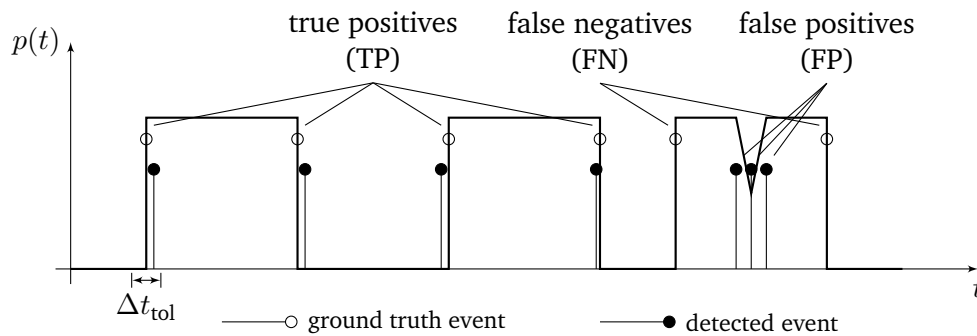 true positives
(TP)
false negatives
(FN)
false positives
(FP)
p(t)
t
Δt_tol
ground truth event
detected event